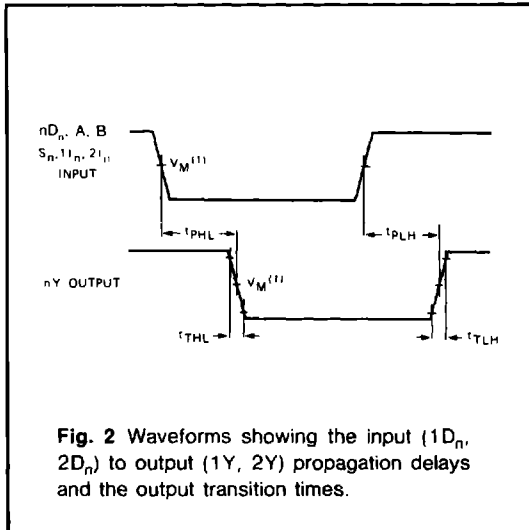 nDn, A, B
Sn, 1In, 2In
INPUT
VM(1)
tPHL
tPLH
nY OUTPUT
VM(1)
tTHL
tTLH
Fig. 2 Waveforms showing the input (1Dn,
2Dn) to output (1Y, 2Y) propagation delays
and the output transition times.